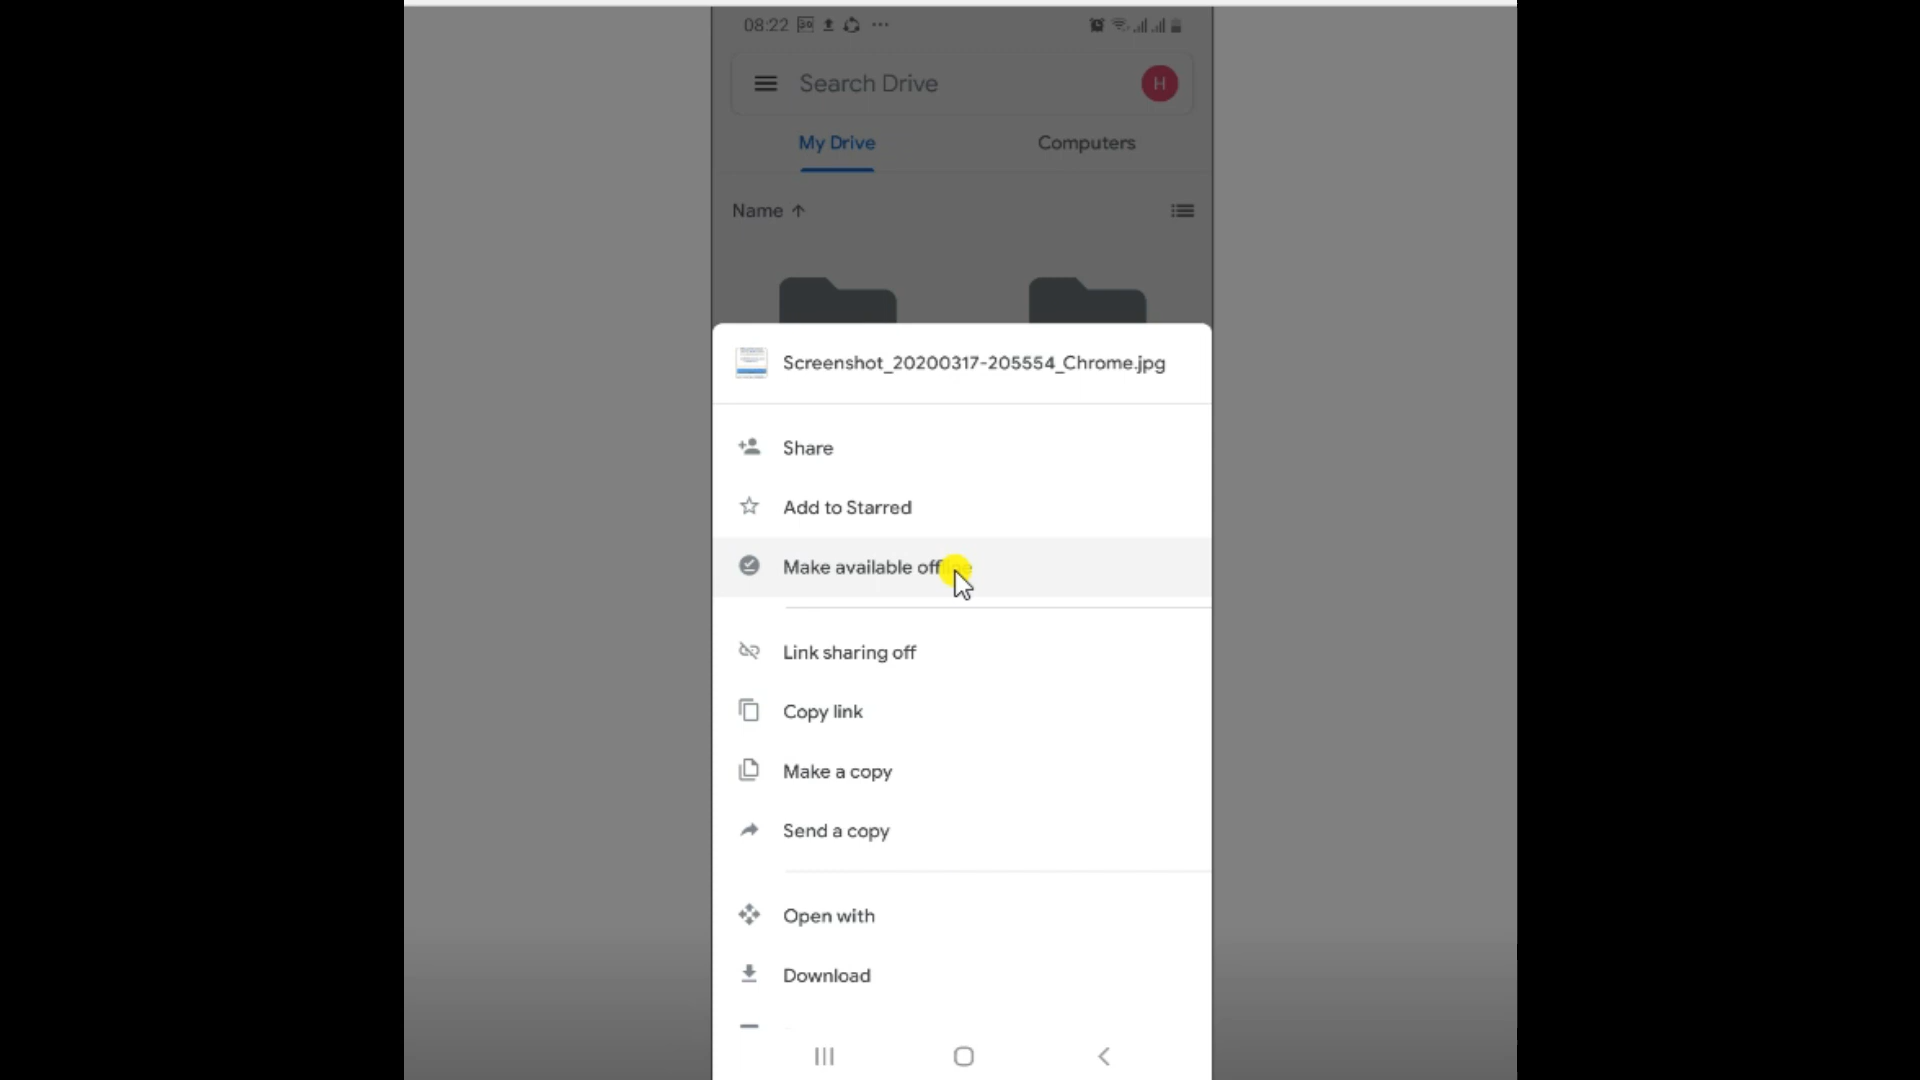 08:22
Search Drive
H
My Drive
Computers
Name
Screenshot_20200317-205554_Chrome.jpg
Share
Add to Starred
Make available offline
Link sharing off
Copy link
Make a copy
Send a copy
Open with
Download